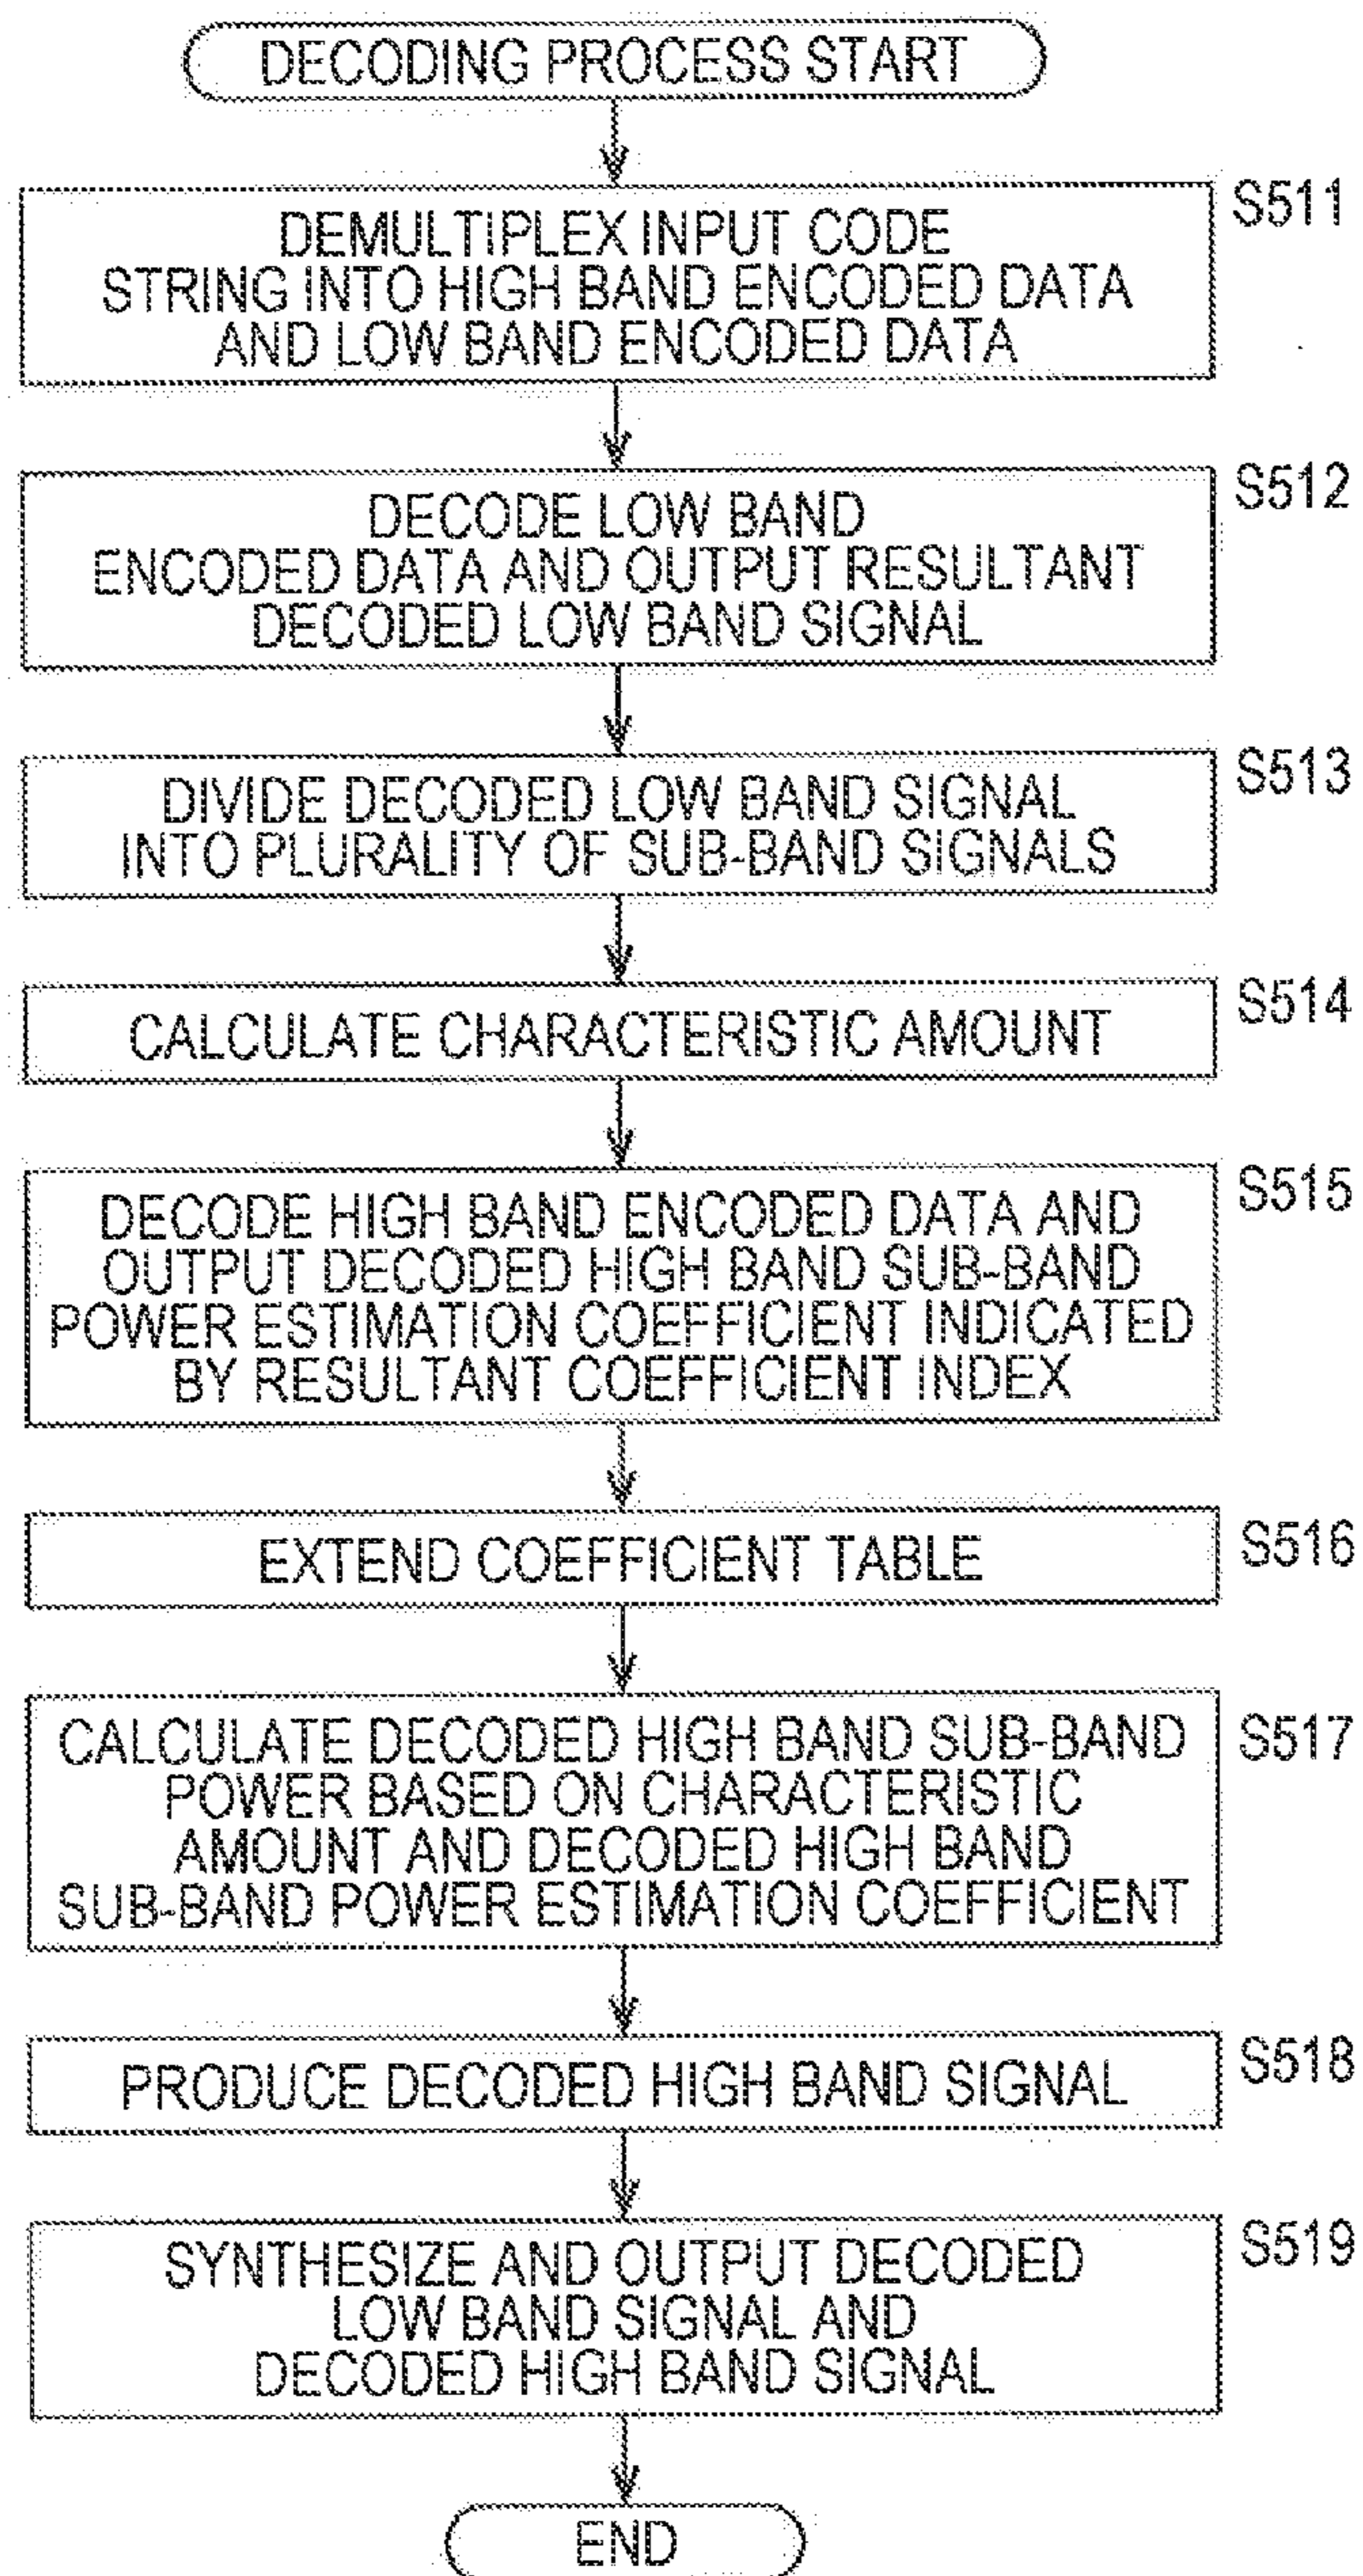 DECODING PROCESS START
S511
DEMULTIPLEX INPUT CODE
STRING INTO HIGH BAND ENCODED DATA
AND LOW BAND ENCODED DATA
S512
DECODE LOW BAND
ENCODED DATA AND OUTPUT RESULTANT
DECODED LOW BAND SIGNAL
S513
DIVIDE DECODED LOW BAND SIGNAL
INTO PLURALITY OF SUB-BAND SIGNALS
S514
CALCULATE CHARACTERISTIC AMOUNT
S515
DECODE HIGH BAND ENCODED DATA AND
OUTPUT DECODED HIGH BAND SUB-BAND
POWER ESTIMATION COEFFICIENT INDICATED
BY RESULTANT COEFFICIENT INDEX
S516
EXTEND COEFFICIENT TABLE
S517
CALCULATE DECODED HIGH BAND SUB-BAND
POWER BASED ON CHARACTERISTIC
AMOUNT AND DECODED HIGH BAND
SUB-BAND POWER ESTIMATION COEFFICIENT
S518
PRODUCE DECODED HIGH BAND SIGNAL
S519
SYNTHESIZE AND OUTPUT DECODED
LOW BAND SIGNAL AND
DECODED HIGH BAND SIGNAL
END